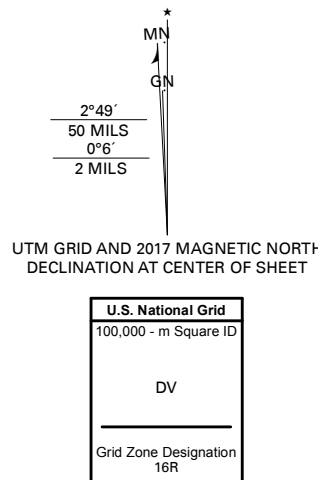 MN
GN
2°49´
50 MILS
0°6´
2 MILS
UTM GRID AND 2017 MAGNETIC NORTH
DECLINATION AT CENTER OF SHEET
U.S. National Grid
100,000 - m Square ID
DV
Grid Zone Designation
16R